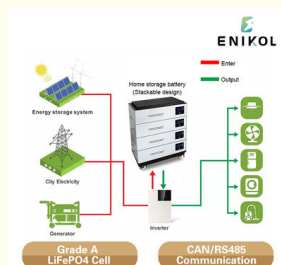 ENIKOL
Enter
Output
Home storage battery
(Stackable design)
Energy storage system
City Electricity
Generator
Inverter
Grade A
LiFePO4 Cell
CAN/RS485
Communication